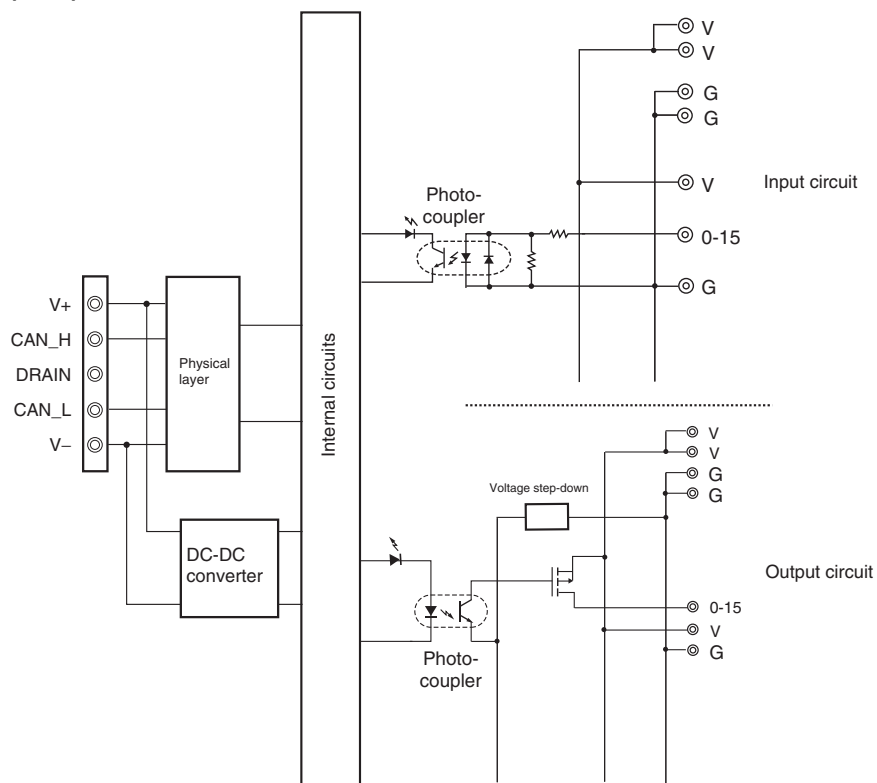 V
V
G
G
V
Input circuit
Photo-
coupler
0-15
G
V+
CAN_H
DRAIN
CAN_L
V–
Physical
layer
Internal circuits
DC-DC
converter
V
V
G
G
Voltage step-down
Output circuit
0-15
V
G
Photo-
coupler